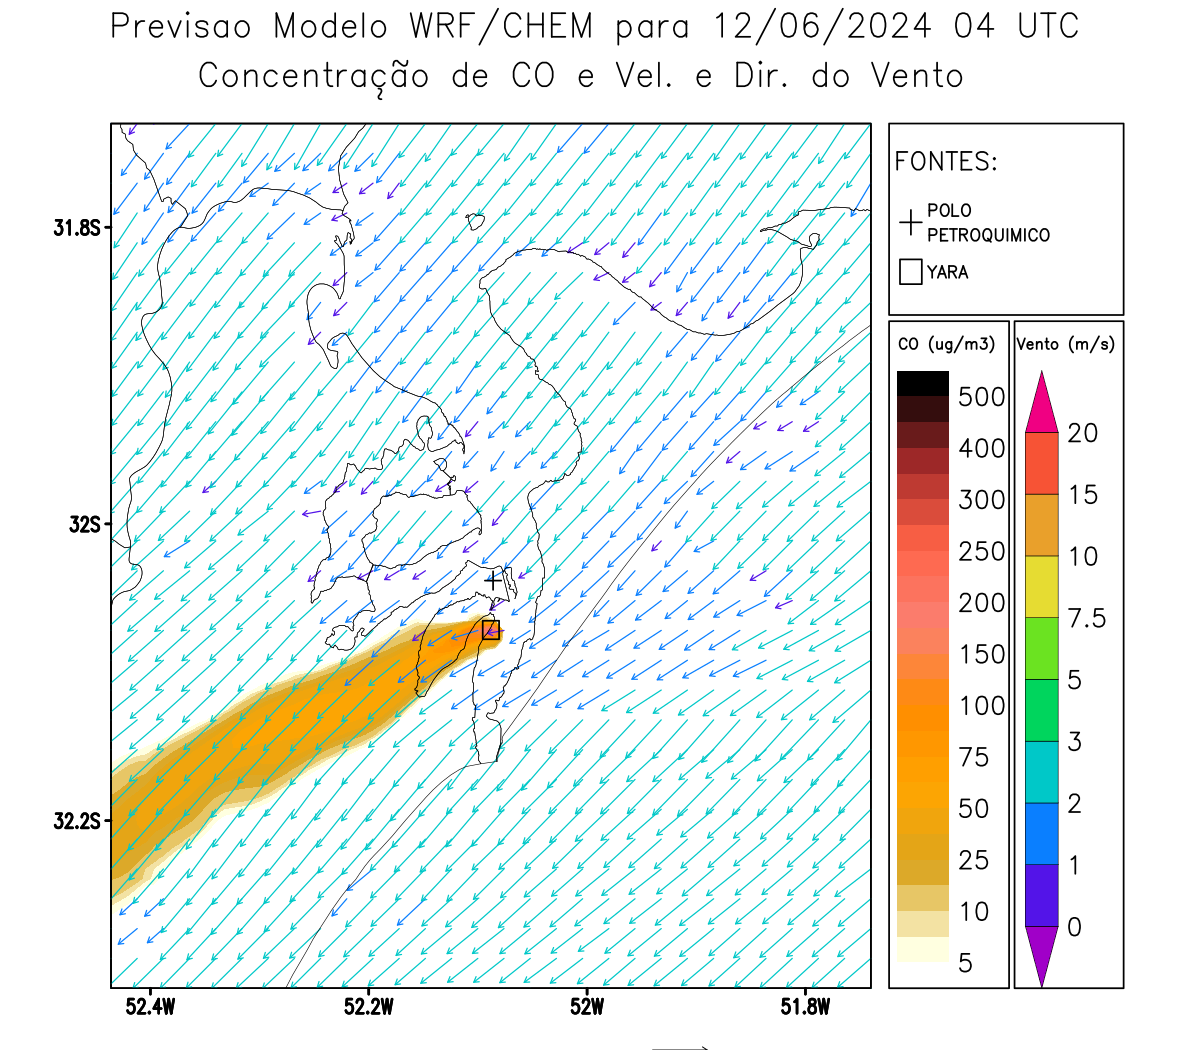 Previsao Modelo WRF/CHEM para 12/06/2024 04 UTC
Concentração de CO e Vel. e Dir. do Vento
FONTES:
POLO
PETROQUIMICO
YARA
CO (ug/m3)
500
400
300
250
200
150
100
75
50
25
10
5
Vento (m/s)
20
15
10
7.5
5
3
2
1
0
31.8S
32S
32.2S
52.4W
52.2W
52W
51.8W